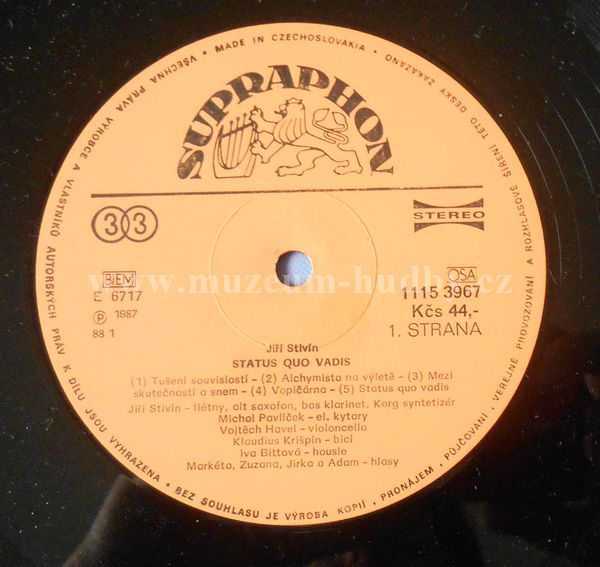 VŠECHNA PRÁVA VÝROBCE A VLASTNÍKŮ AUTORSKÝCH PRÁV K DÍLU JSOU VYHRAZENA • BEZ SOUHLASU JE VÝROBA KOPIÍ, PRONÁJEM, PŮJČOVÁNÍ, VEŘEJNÉ PROVOZOVÁNÍ A ROZHLASOVÉ ŠÍŘENÍ TÉTO DESKY ZAKÁZÁNO • MADE IN CZECHOSLOVAKIA •
SUPRAPHON
33
STEREO
BIEM
OSA
www.muzeum-hudby.cz
E 6717
1115 3967
℗ 1987
Kčs 44,-
88 1
1. STRANA
Jiří Stivín
STATUS QUO VADIS
(1) Tušení souvislostí – (2) Alchymista na výletě – (3) Mezi
skutečností a snem – (4) Vopičárna – (5) Status quo vadis
Jiří Stivín – flétny, alt saxofon, bas klarinet, Korg syntetizér
Michal Pavlíček – el. kytary
Vojtěch Havel – violoncello
Klaudius Krišpin – bicí
Iva Bittová – housle
Markéta, Zuzana, Jirka a Adam – hlasy